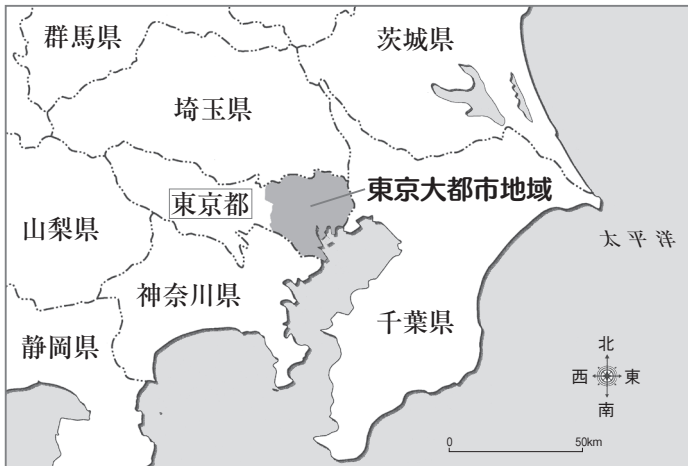 群馬県
茨城県
埼玉県
東京都
東京大都市地域
山梨県
太平洋
神奈川県
千葉県
静岡県
北
西
東
南
0
50km